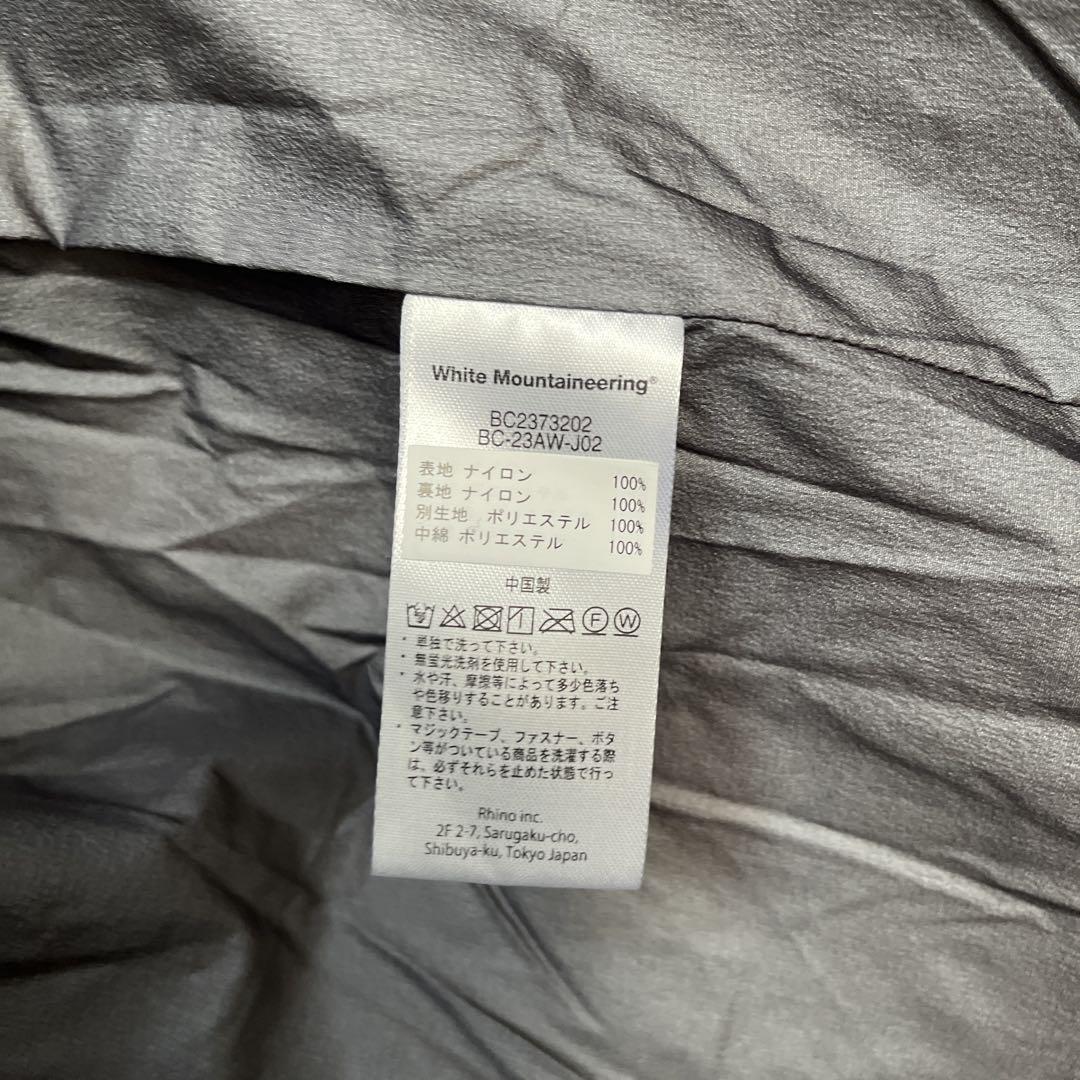 White Mountaineering®
BC2373202
BC-23AW-J02
表地 ナイロン 100%
裏地 ナイロン 100%
別生地 ポリエステル 100%
中綿 ポリエステル 100%
中国製
F W
* 単独で洗って下さい。
* 無蛍光洗剤を使用して下さい。
* 水や汗、摩擦等によって多少色落ち
や色移りすることがあります。ご注
意下さい。
* マジックテープ、ファスナー、ボタ
ン等がついている商品を洗濯する際
は、必ずそれらを止めた状態で行っ
て下さい。
Rhino inc.
2F 2-7, Sarugaku-cho,
Shibuya-ku, Tokyo Japan